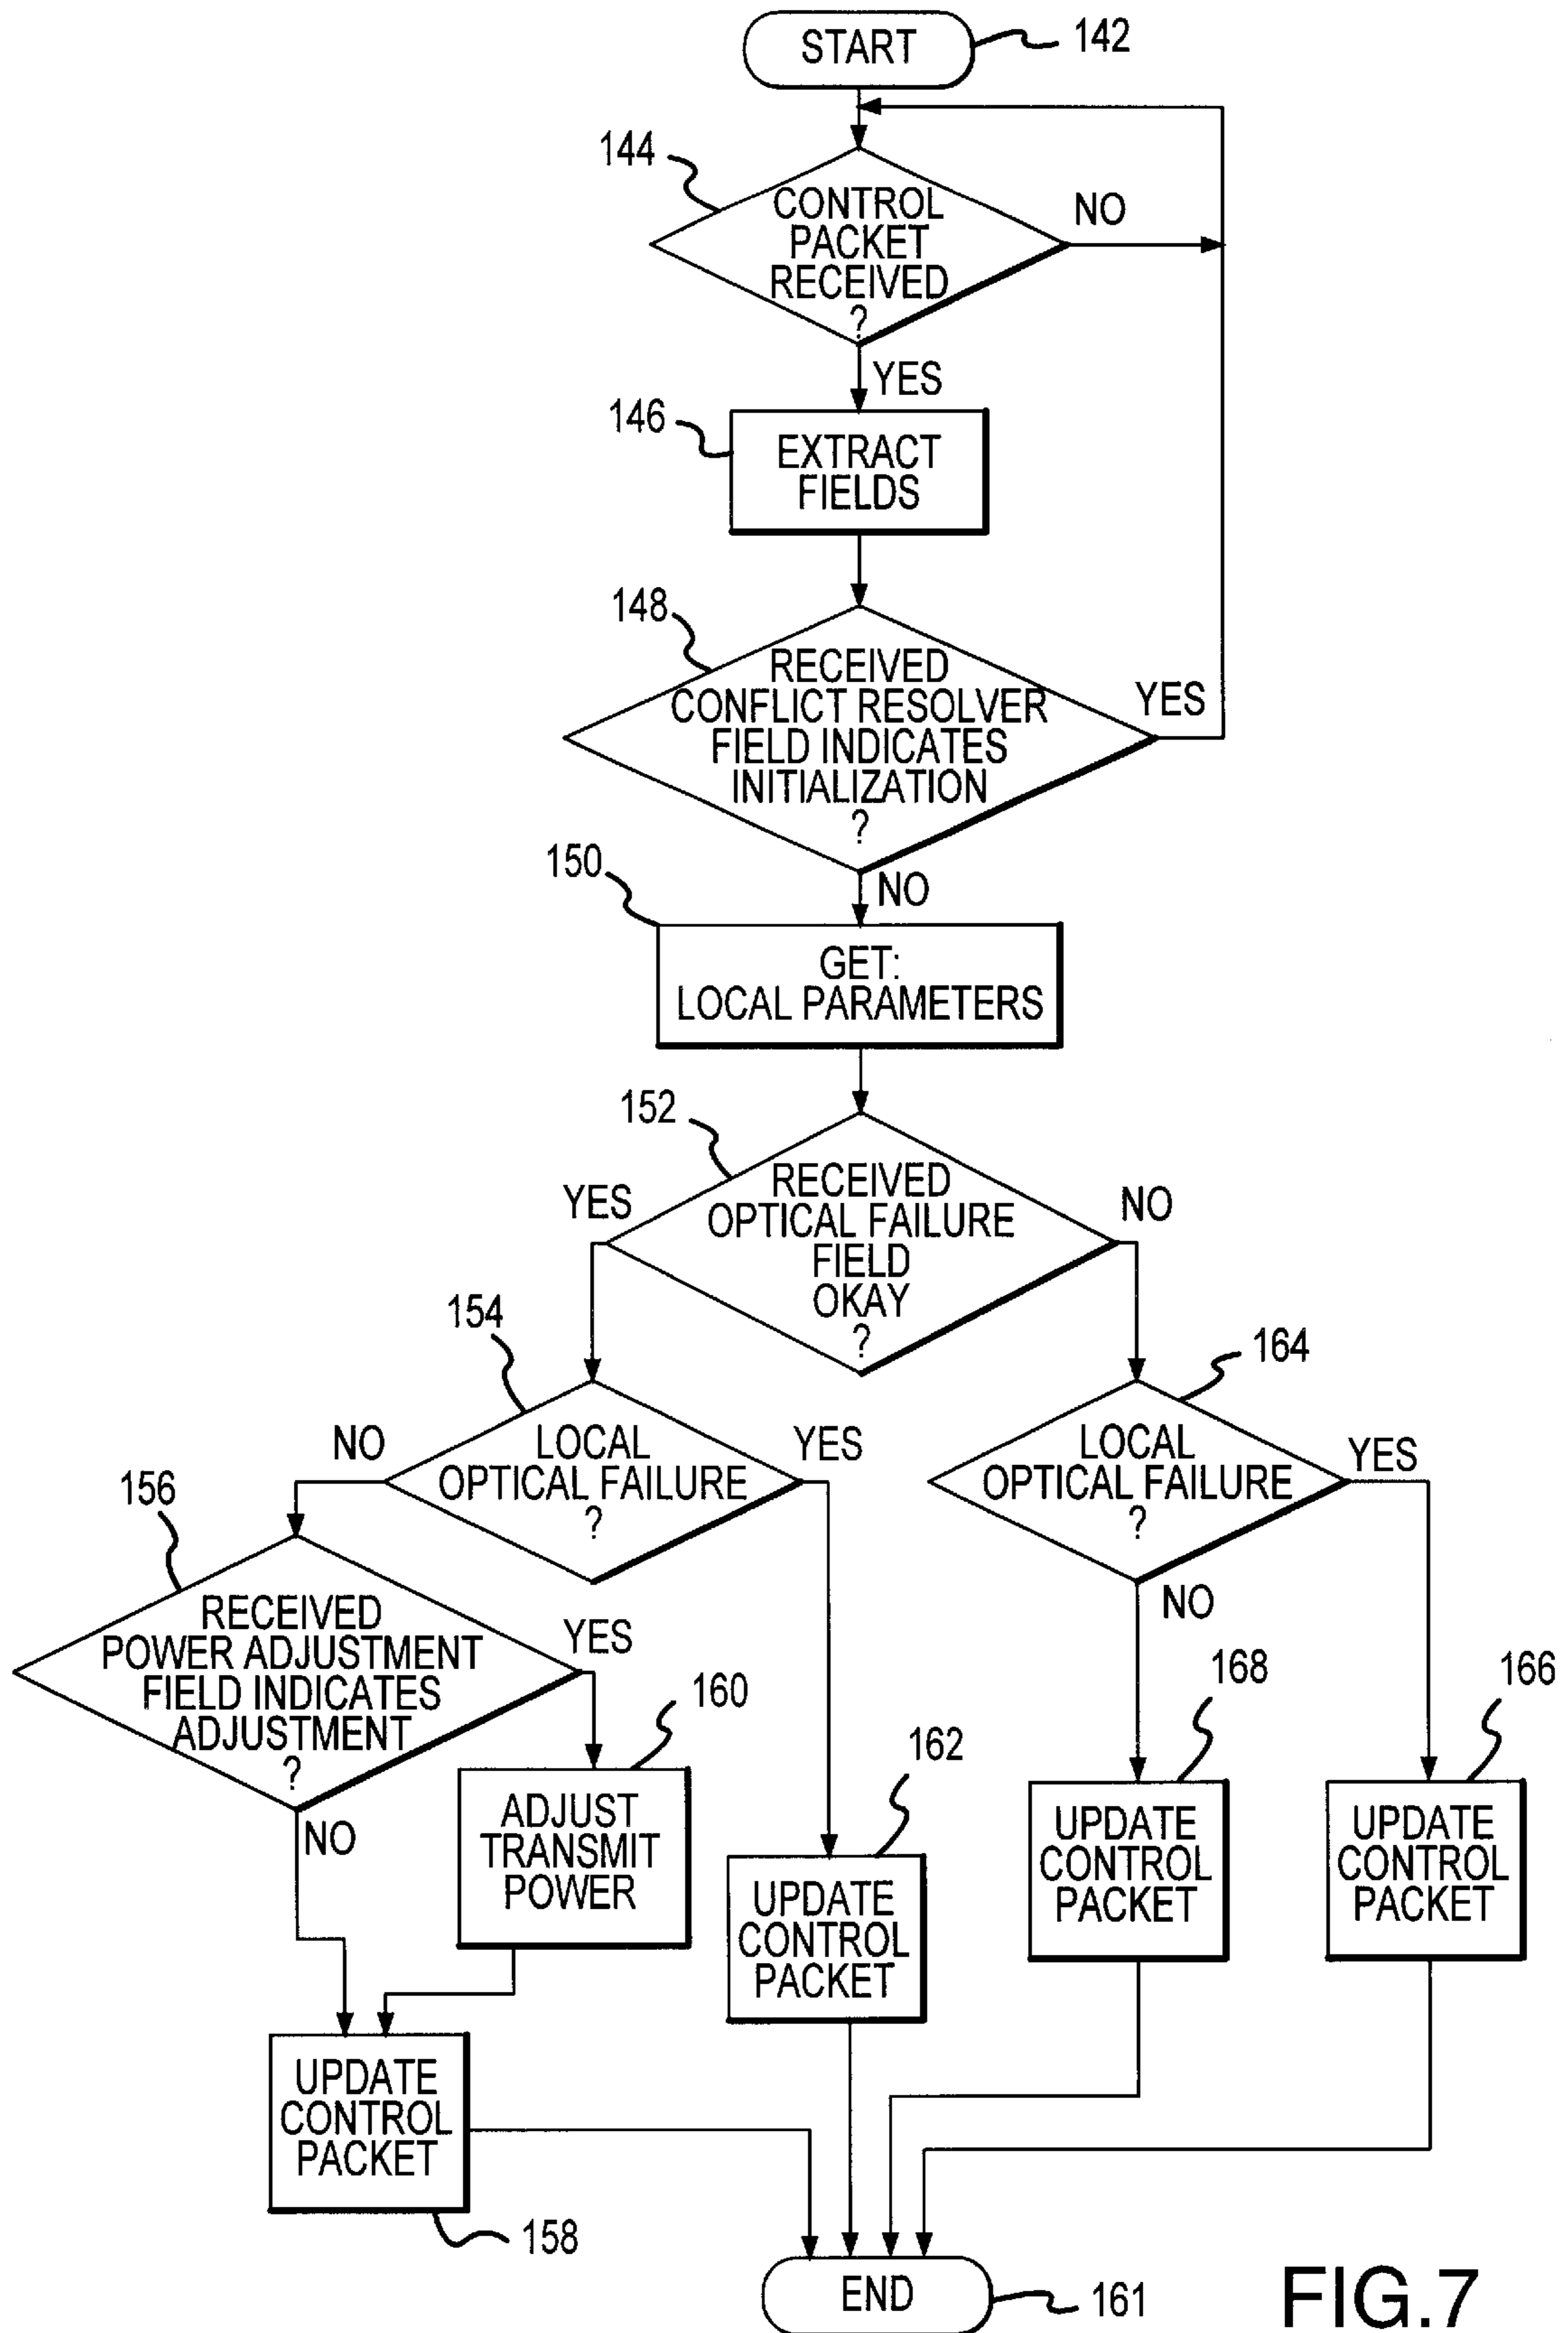 START
142
144
CONTROL
PACKET
RECEIVED
?
NO
YES
146
EXTRACT
FIELDS
148
RECEIVED
CONFLICT RESOLVER
FIELD INDICATES
INITIALIZATION
?
YES
NO
150
GET:
LOCAL PARAMETERS
152
RECEIVED
OPTICAL FAILURE
FIELD
OKAY
?
YES
NO
154
LOCAL
OPTICAL FAILURE
?
NO
YES
164
LOCAL
OPTICAL FAILURE
?
YES
NO
156
RECEIVED
POWER ADJUSTMENT
FIELD INDICATES
ADJUSTMENT
?
YES
NO
160
ADJUST
TRANSMIT
POWER
162
UPDATE
CONTROL
PACKET
168
UPDATE
CONTROL
PACKET
166
UPDATE
CONTROL
PACKET
UPDATE
CONTROL
PACKET
158
END
161
FIG.7